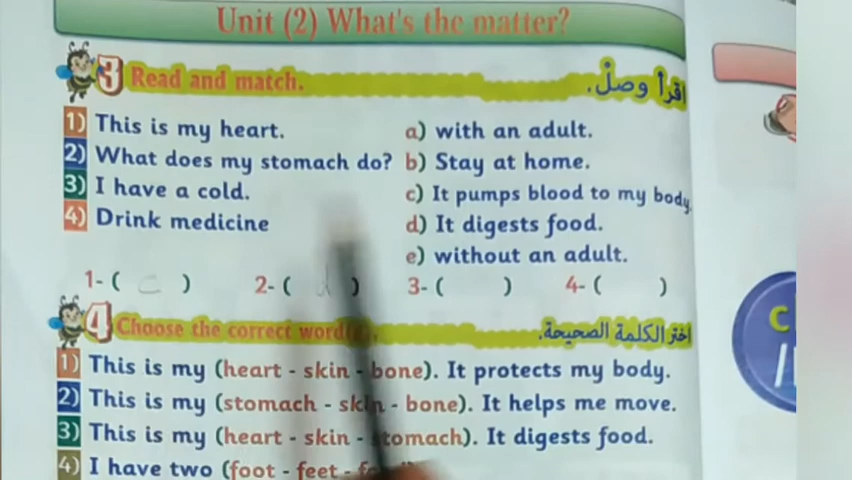 Unit (2) What's the matter?
3 Read and match. اقرأ وصلْ.
1) This is my heart. a) with an adult.
2) What does my stomach do? b) Stay at home.
3) I have a cold. c) It pumps blood to my body.
4) Drink medicine d) It digests food.
e) without an adult.
1- ( c ) 2- ( d ) 3- ( ) 4- ( )
4 Choose the correct اختر الكلمة الصحيحة.
1) This is my (heart - skin - bone). It protects my body.
2) This is my (stomach - skin - bone). It helps me move.
3) This is my (heart - skin - stomach). It digests food.
4) I have two (foot - feet -